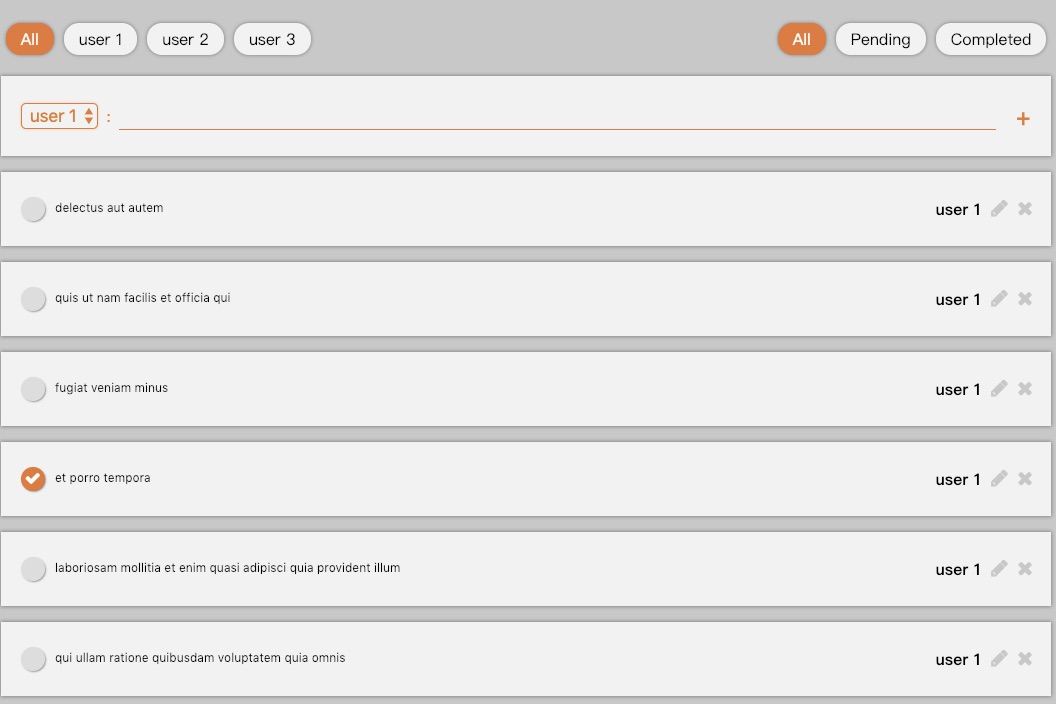 All user 1 user 2 user 3 All Pending Completed
user 1 : +
delectus aut autem user 1
quis ut nam facilis et officia qui user 1
fugiat veniam minus user 1
et porro tempora user 1
laboriosam mollitia et enim quasi adipisci quia provident illum user 1
qui ullam ratione quibusdam voluptatem quia omnis user 1